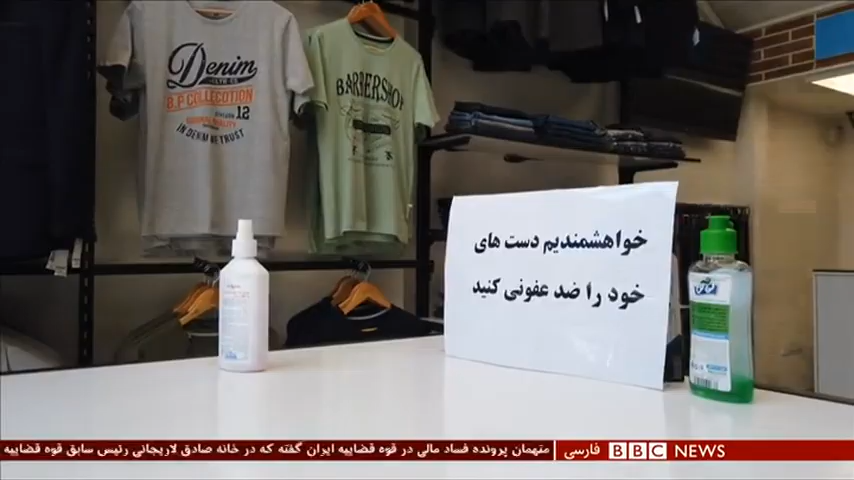 Denim
B.P COLLECTION
12
IN DENIM WE TRUST
BARBERSHOP
خواهشمندیم دست های
خود را ضد عفونی کنید
متهمان پرونده فساد مالی در قوه قضاییه ایران گفته که در خانه صادق لاریجانی رئیس سابق قوه قضاییه
BBC NEWS فارسی